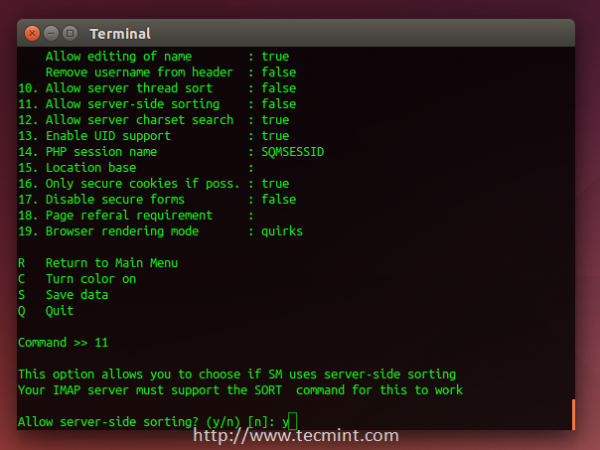 Terminal
Allow editing of name : true
Remove username from header : false
10. Allow server thread sort : false
11. Allow server-side sorting : false
12. Allow server charset search : true
13. Enable UID support : true
14. PHP session name : SQMSESSID
15. Location base :
16. Only secure cookies if poss. : true
17. Disable secure forms : false
18. Page referal requirement :
19. Browser rendering mode : quirks
R Return to Main Menu
C Turn color on
S Save data
Q Quit
Command >> 11
This option allows you to choose if SM uses server-side sorting
Your IMAP server must support the SORT  command for this to work
Allow server-side sorting? (y/n) [n]: y
http://www.tecmint.com